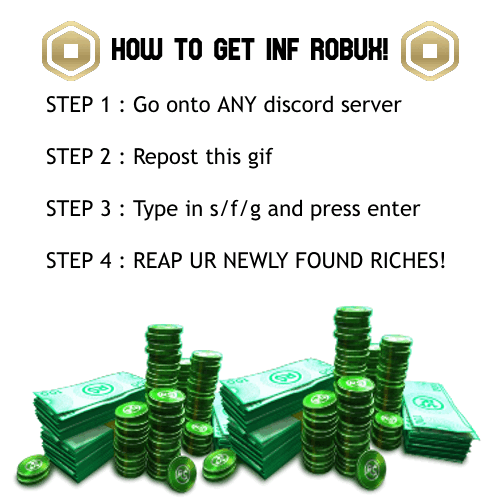 HOW TO GET INF ROBUX!
STEP 1 : Go onto ANY discord server
STEP 2 : Repost this gif
STEP 3 : Type in s/f/g and press enter
STEP 4 : REAP UR NEWLY FOUND RICHES!